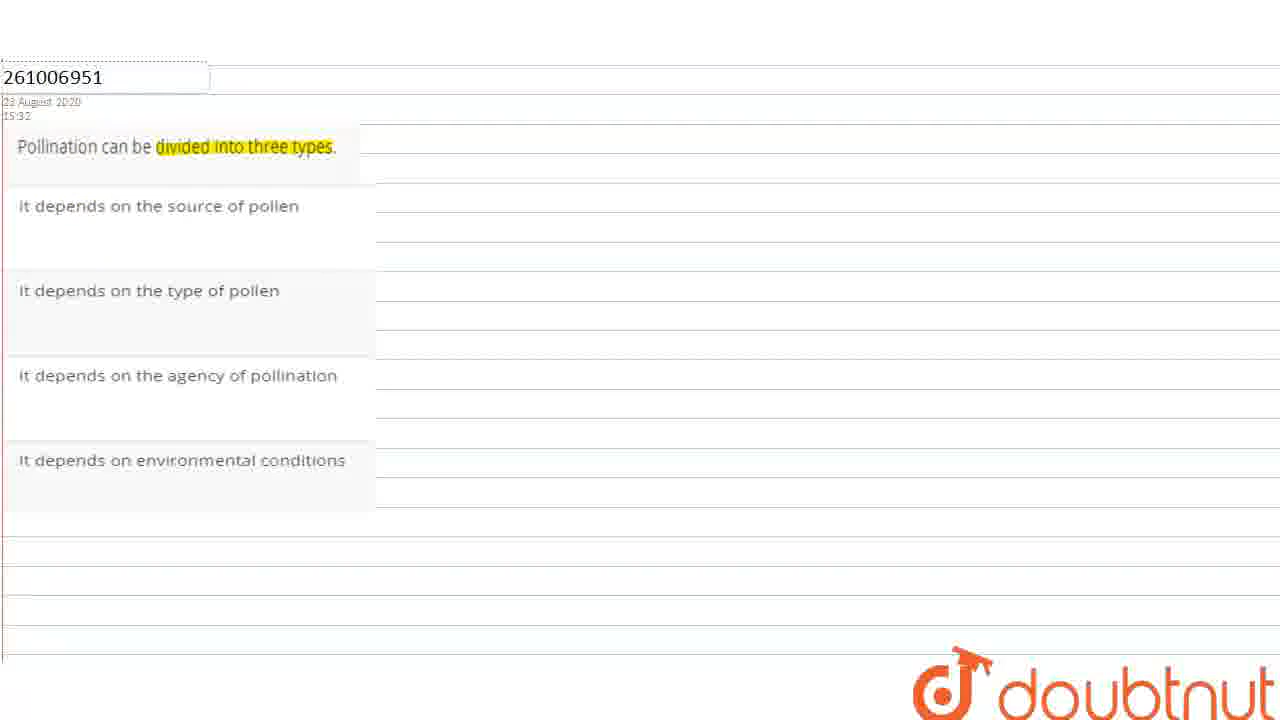 261006951
23 August 2020
15:32
Pollination can be divided into three types.
It depends on the source of pollen
It depends on the type of pollen
It depends on the agency of pollination
It depends on environmental conditions
doubtnut